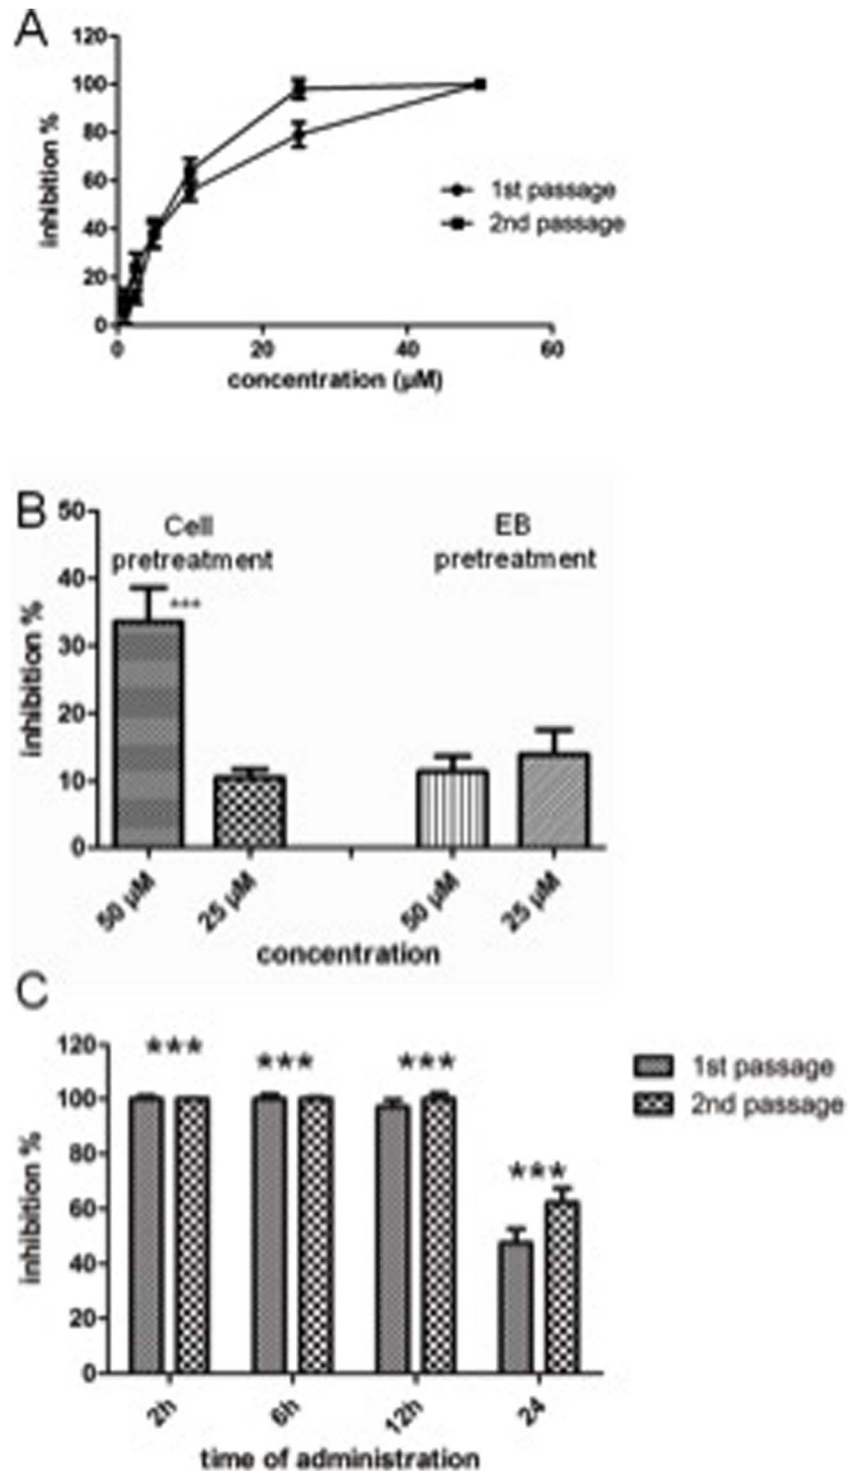 A
120
100
80
60
40
20
0
inhibition %
0 20 40 60
concentration (µM)
1st passage
2nd passage
B
50
40
30
20
10
0
inhibition %
Cell
pretreatment
***
EB
pretreatment
50 µM 25 µM 50 µM 25 µM
concentration
C
120
100
80
60
40
20
0
inhibition %
*** *** *** ***
1st passage
2nd passage
2h 6h 12h 24
time of administration